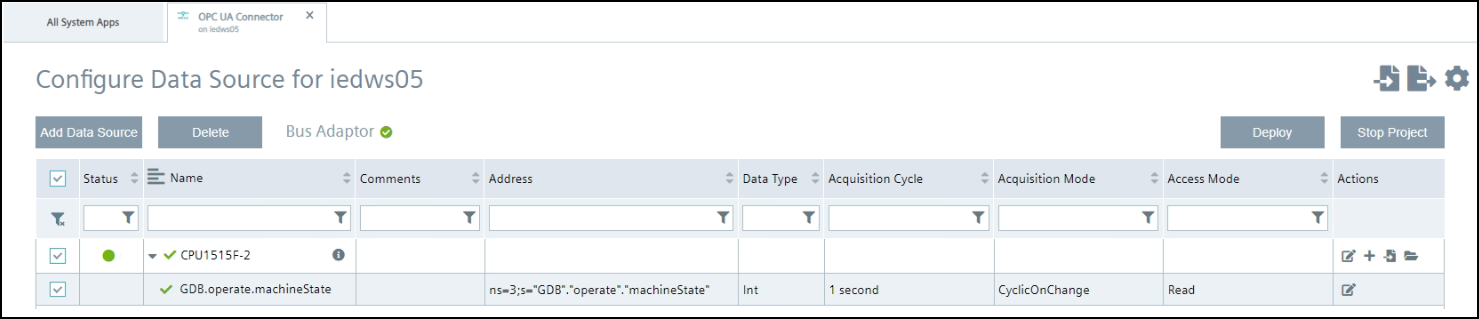 All System Apps
OPC UA Connector
on iedws05
Configure Data Source for iedws05
Add Data Source
Delete
Bus Adaptor
Deploy
Stop Project
Status
Name
Comments
Address
Data Type
Acquisition Cycle
Acquisition Mode
Access Mode
Actions
CPU1515F-2
GDB.operate.machineState
ns=3;s="GDB"."operate"."machineState"
Int
1 second
CyclicOnChange
Read